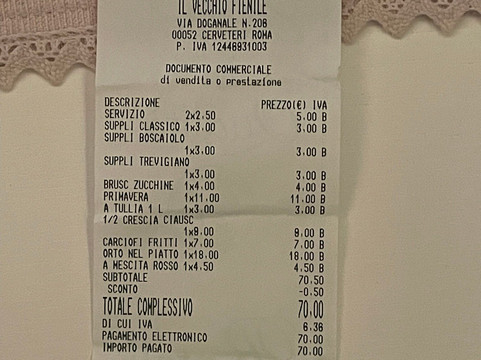 IL VECCHIO FIENILE
VIA DOGANALE N.206
00052 CERVETERI ROMA
P. IVA 12446931003
DOCUMENTO COMMERCIALE
di vendita o prestazione
DESCRIZIONE PREZZO(€) IVA
SERVIZIO 2x2.50 5,00 B
SUPPLI CLASSICO 1x3.00 3,00 B
SUPPLI BOSCAIOLO
1x3.00 3,00 B
SUPPLI TREVIGIANO
1x3.00 3,00 B
BRUSC ZUCCHINE 1x4.00 4,00 B
PRIMAVERA 1x11.00 11,00 B
A TULLIA 1 L 1x3.00 3,00 B
1/2 CRESCIA CIAUSC
1x9.00 9,00 B
CARCIOFI FRITTI 1x7.00 7,00 B
ORTO NEL PIATTO 1x18.00 18,00 B
A MESCITA ROSSO 1x4.50 4,50 B
SUBTOTALE 70,50
SCONTO -0,50
TOTALE COMPLESSIVO 70,00
DI CUI IVA 6,36
PAGAMENTO ELETTRONICO 70,00
IMPORTO PAGATO 70,00